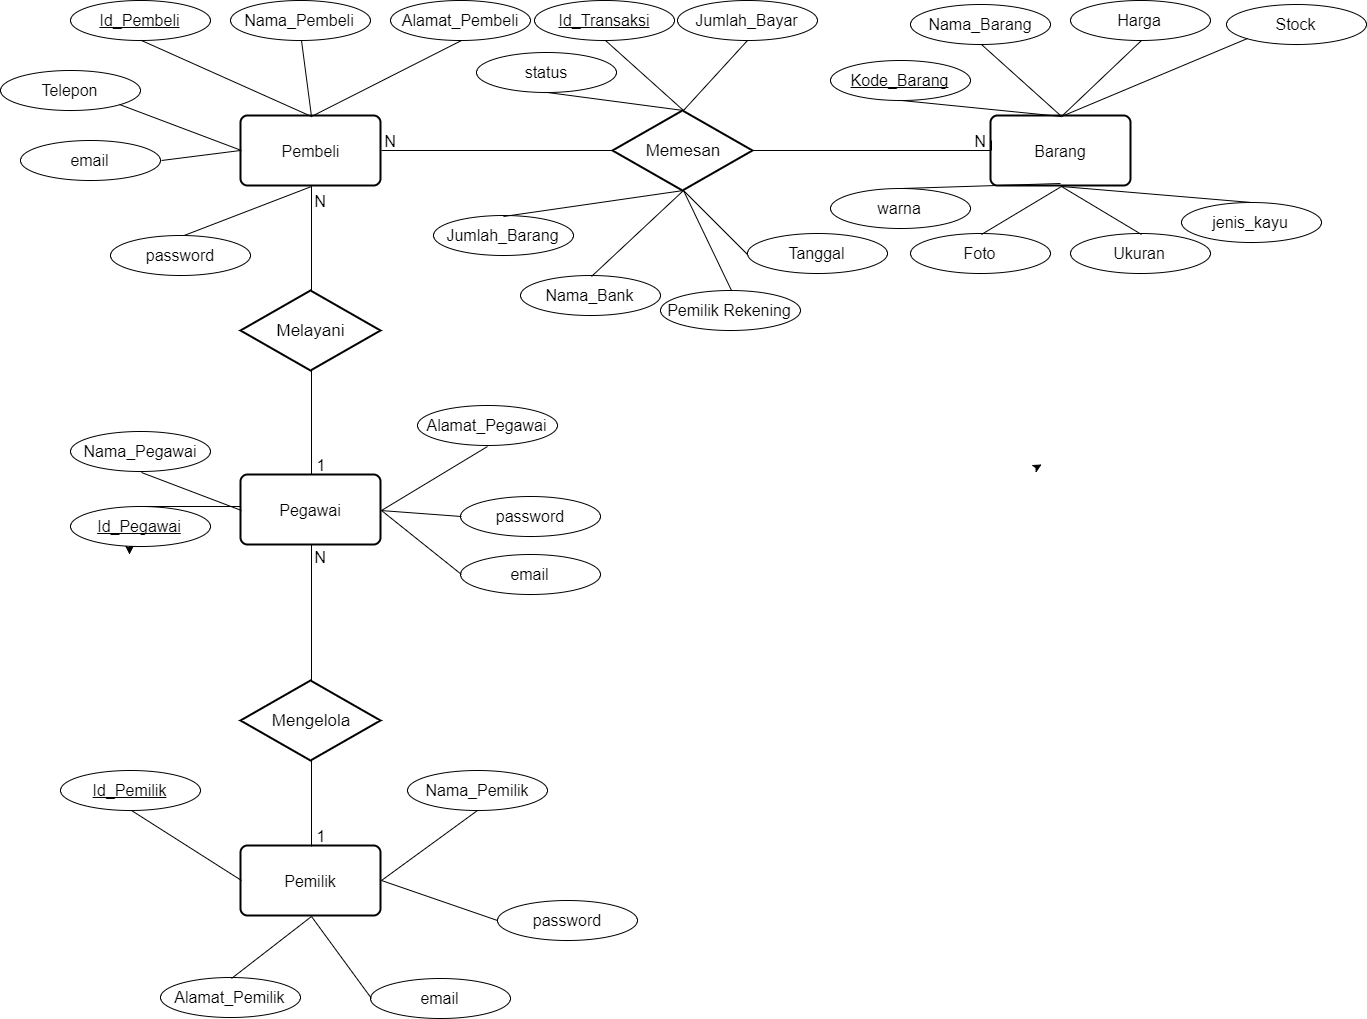 Id_Pembeli
Nama_Pembeli
Alamat_Pembeli
Id_Transaksi
Jumlah_Bayar
Nama_Barang
Harga
Stock
status
Kode_Barang
Telepon
email
Pembeli
N
Memesan
N
Barang
N
password
Jumlah_Barang
Tanggal
warna
Foto
Ukuran
jenis_kayu
Nama_Bank
Pemilik Rekening
Melayani
Alamat_Pegawai
Nama_Pegawai
1
Id_Pegawai
Pegawai
password
N
email
Mengelola
Id_Pemilik
Nama_Pemilik
1
Pemilik
password
Alamat_Pemilik
email